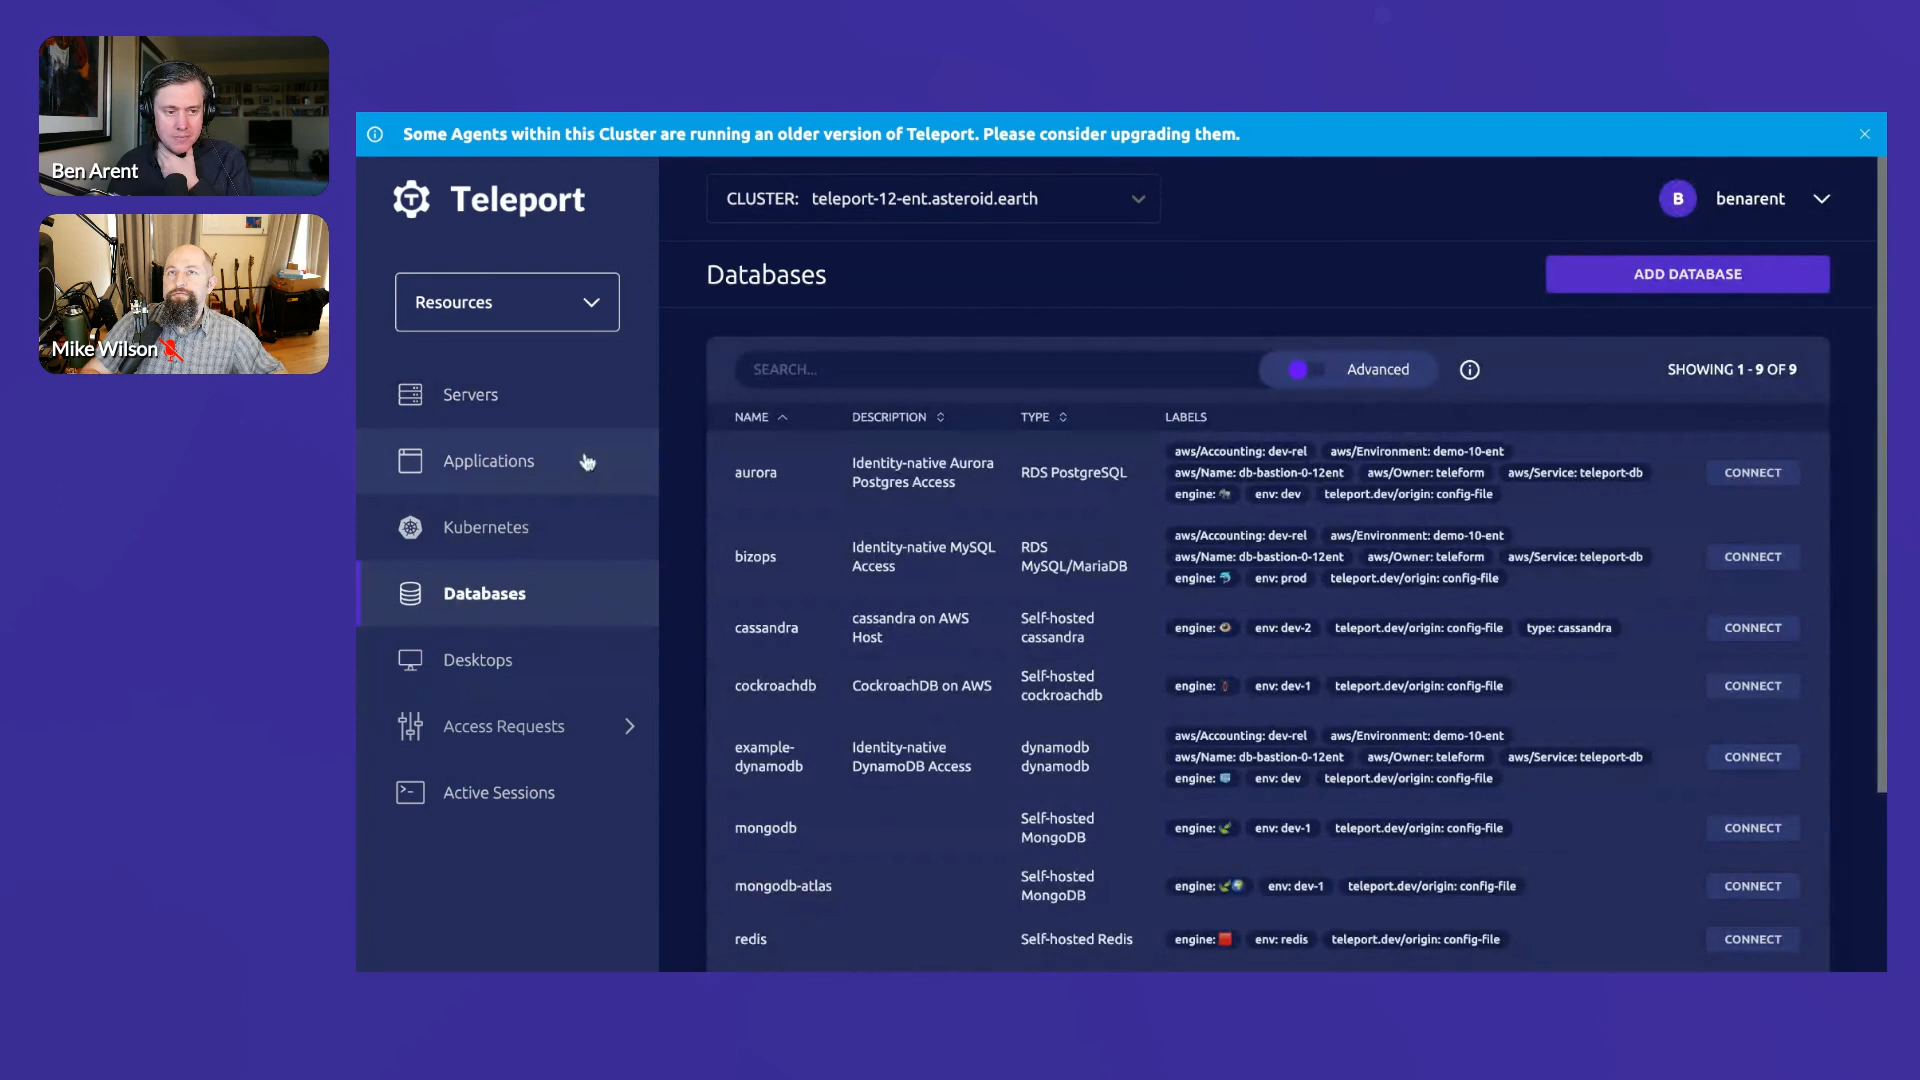 Ben Arent
Mike Wilson
Some Agents within this Cluster are running an older version of Teleport. Please consider upgrading them.
Teleport
CLUSTER: teleport-12-ent.asteroid.earth
B benarent
Resources
Databases
ADD DATABASE
Servers
Applications
Kubernetes
Databases
Desktops
Access Requests
Active Sessions
SEARCH...
Advanced
SHOWING 1 - 9 OF 9
NAME DESCRIPTION TYPE LABELS
aurora
Identity-native Aurora
Postgres Access
RDS PostgreSQL
aws/Accounting: dev-rel aws/Environment: demo-10-ent
aws/Name: db-bastion-0-12ent aws/Owner: teleform aws/Service: teleport-db
engine: 🐘 env: dev teleport.dev/origin: config-file
CONNECT
bizops
Identity-native MySQL
Access
RDS
MySQL/MariaDB
aws/Accounting: dev-rel aws/Environment: demo-10-ent
aws/Name: db-bastion-0-12ent aws/Owner: teleform aws/Service: teleport-db
engine: 🐬 env: prod teleport.dev/origin: config-file
CONNECT
cassandra
cassandra on AWS
Host
Self-hosted
cassandra
engine: env: dev-2 teleport.dev/origin: config-file type: cassandra
CONNECT
cockroachdb
CockroachDB on AWS
Self-hosted
cockroachdb
engine: env: dev-1 teleport.dev/origin: config-file
CONNECT
example-
dynamodb
Identity-native
DynamoDB Access
dynamodb
dynamodb
aws/Accounting: dev-rel aws/Environment: demo-10-ent
aws/Name: db-bastion-0-12ent aws/Owner: teleform aws/Service: teleport-db
engine: env: dev teleport.dev/origin: config-file
CONNECT
mongodb
Self-hosted
MongoDB
engine: env: dev-1 teleport.dev/origin: config-file
CONNECT
mongodb-atlas
Self-hosted
MongoDB
engine: env: dev-1 teleport.dev/origin: config-file
CONNECT
redis
Self-hosted Redis
engine: 🟥 env: redis teleport.dev/origin: config-file
CONNECT